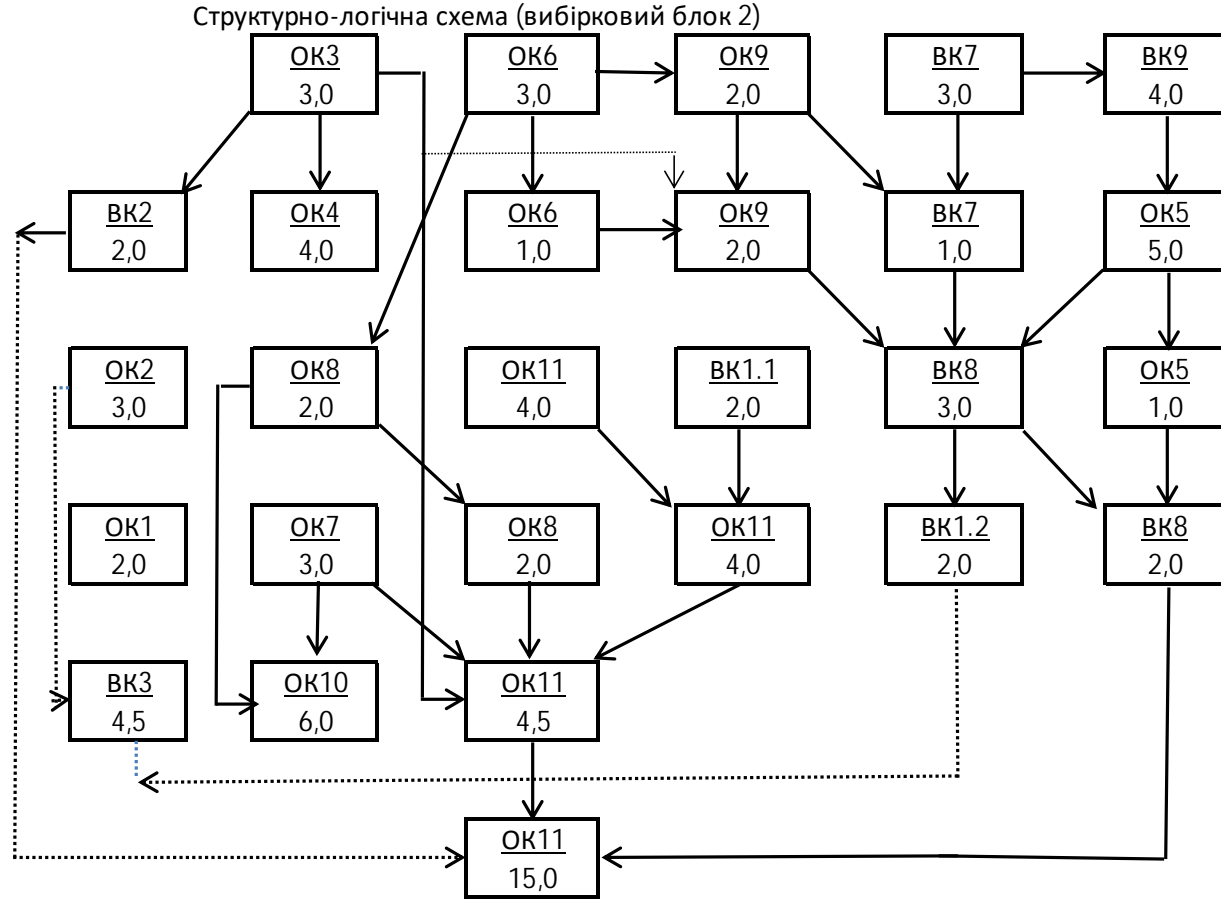 Структурно-логічна схема (вибірковий блок 2)
ОК3
3,0
ОК6
3,0
ОК9
2,0
ВК7
3,0
ВК9
4,0
ВК2
2,0
ОК4
4,0
ОК6
1,0
ОК9
2,0
ВК7
1,0
ОК5
5,0
ОК2
3,0
ОК8
2,0
ОК11
4,0
ВК1.1
2,0
ВК8
3,0
ОК5
1,0
ОК1
2,0
ОК7
3,0
ОК8
2,0
ОК11
4,0
ВК1.2
2,0
ВК8
2,0
ВК3
4,5
ОК10
6,0
ОК11
4,5
ОК11
15,0